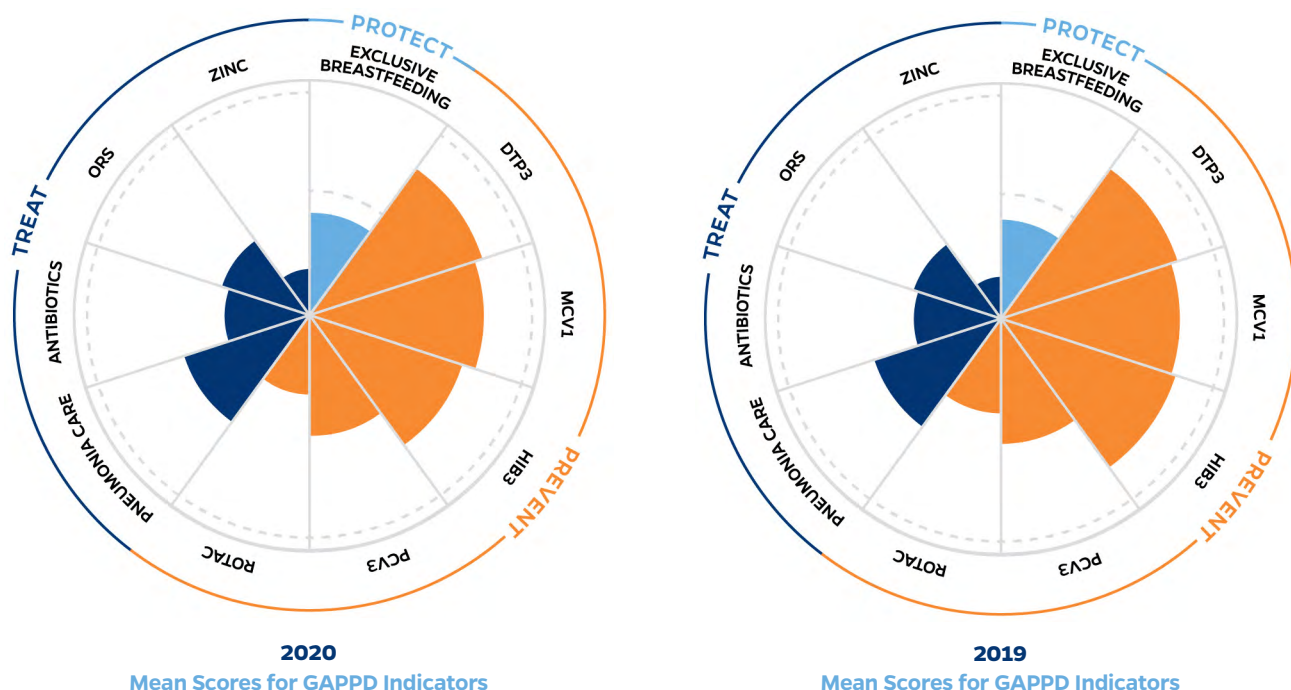 PROTECT
EXCLUSIVE
BREASTFEEDING
DTP3
MCV1
HIB3
PREVENT
PCV3
ROTAC
PNEUMONIA CARE
ANTIBIOTICS
TREAT
ORS
ZINC
2020
Mean Scores for GAPPD Indicators
PROTECT
EXCLUSIVE
BREASTFEEDING
DTP3
MCV1
HIB3
PREVENT
PCV3
ROTAC
PNEUMONIA CARE
ANTIBIOTICS
TREAT
ORS
ZINC
2019
Mean Scores for GAPPD Indicators